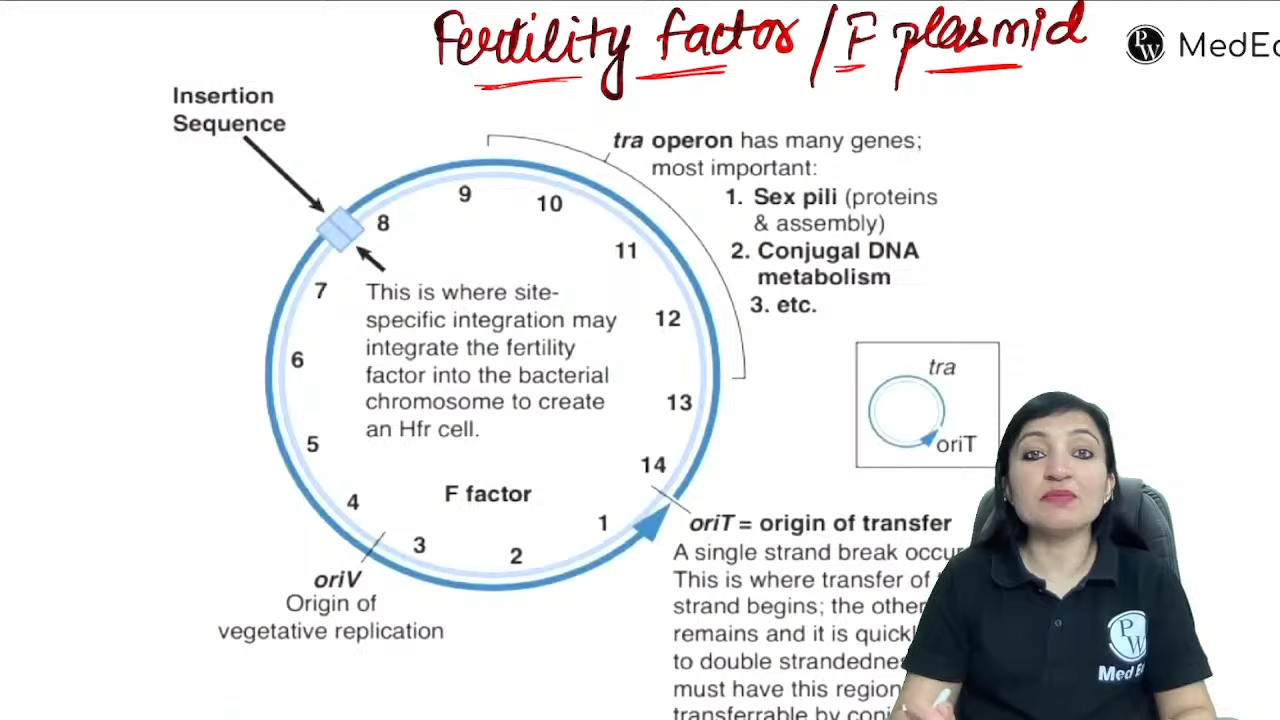 Fertility factor / F plasmid
PW MedEd
Insertion
Sequence
tra operon has many genes;
most important:
1. Sex pili (proteins
& assembly)
2. Conjugal DNA
metabolism
3. etc.
9
10
8
11
7
12
6
13
5
14
4
1
3
2
This is where site-
specific integration may
integrate the fertility
factor into the bacterial
chromosome to create
an Hfr cell.
F factor
oriV
Origin of
vegetative replication
tra
oriT
oriT = origin of transfer
A single strand break occur
This is where transfer of
strand begins; the other
remains and it is quickl
to double strandedne
must have this region
transferrable by conj
PW
Med Ed